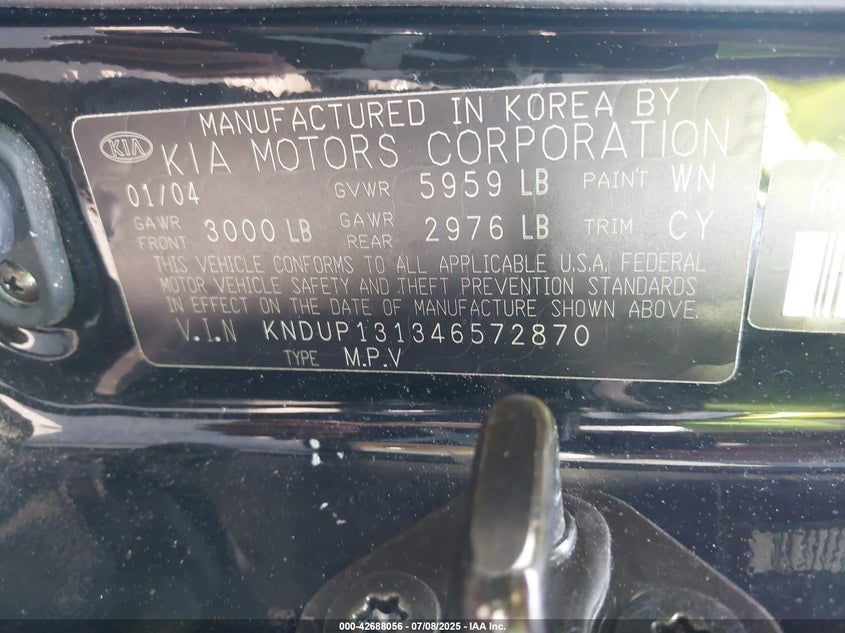 MANUFACTURED IN KOREA BY
KIA KIA MOTORS CORPORATION
01/04 GVWR 5959 LB PAINT WN
GAWR FRONT 3000 LB GAWR REAR 2976 LB TRIM CY
THIS VEHICLE CONFORMS TO ALL APPLICABLE U.S.A. FEDERAL
MOTOR VEHICLE SAFETY AND THEFT PREVENTION STANDARDS
IN EFFECT ON THE DATE OF MANUFACTURE SHOWN ABOVE.
V.I.N KNDUP131346572870
TYPE M.P.V
000-42688056 - 07/08/2025 - IAA Inc.